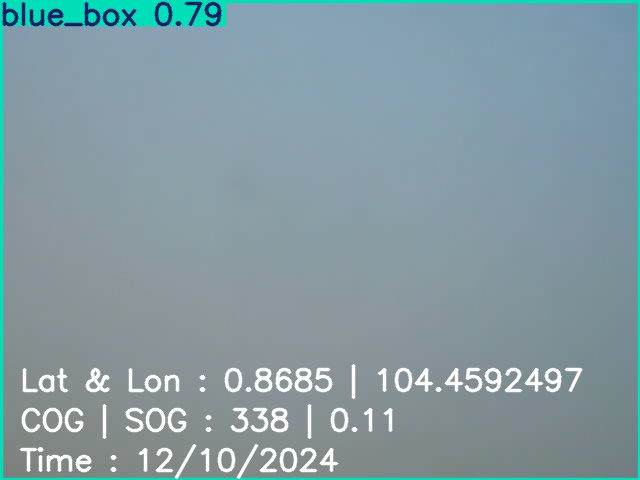 blue_box 0.79
Lat & Lon : 0.8685 | 104.4592497
COG | SOG : 338 | 0.11
Time : 12/10/2024